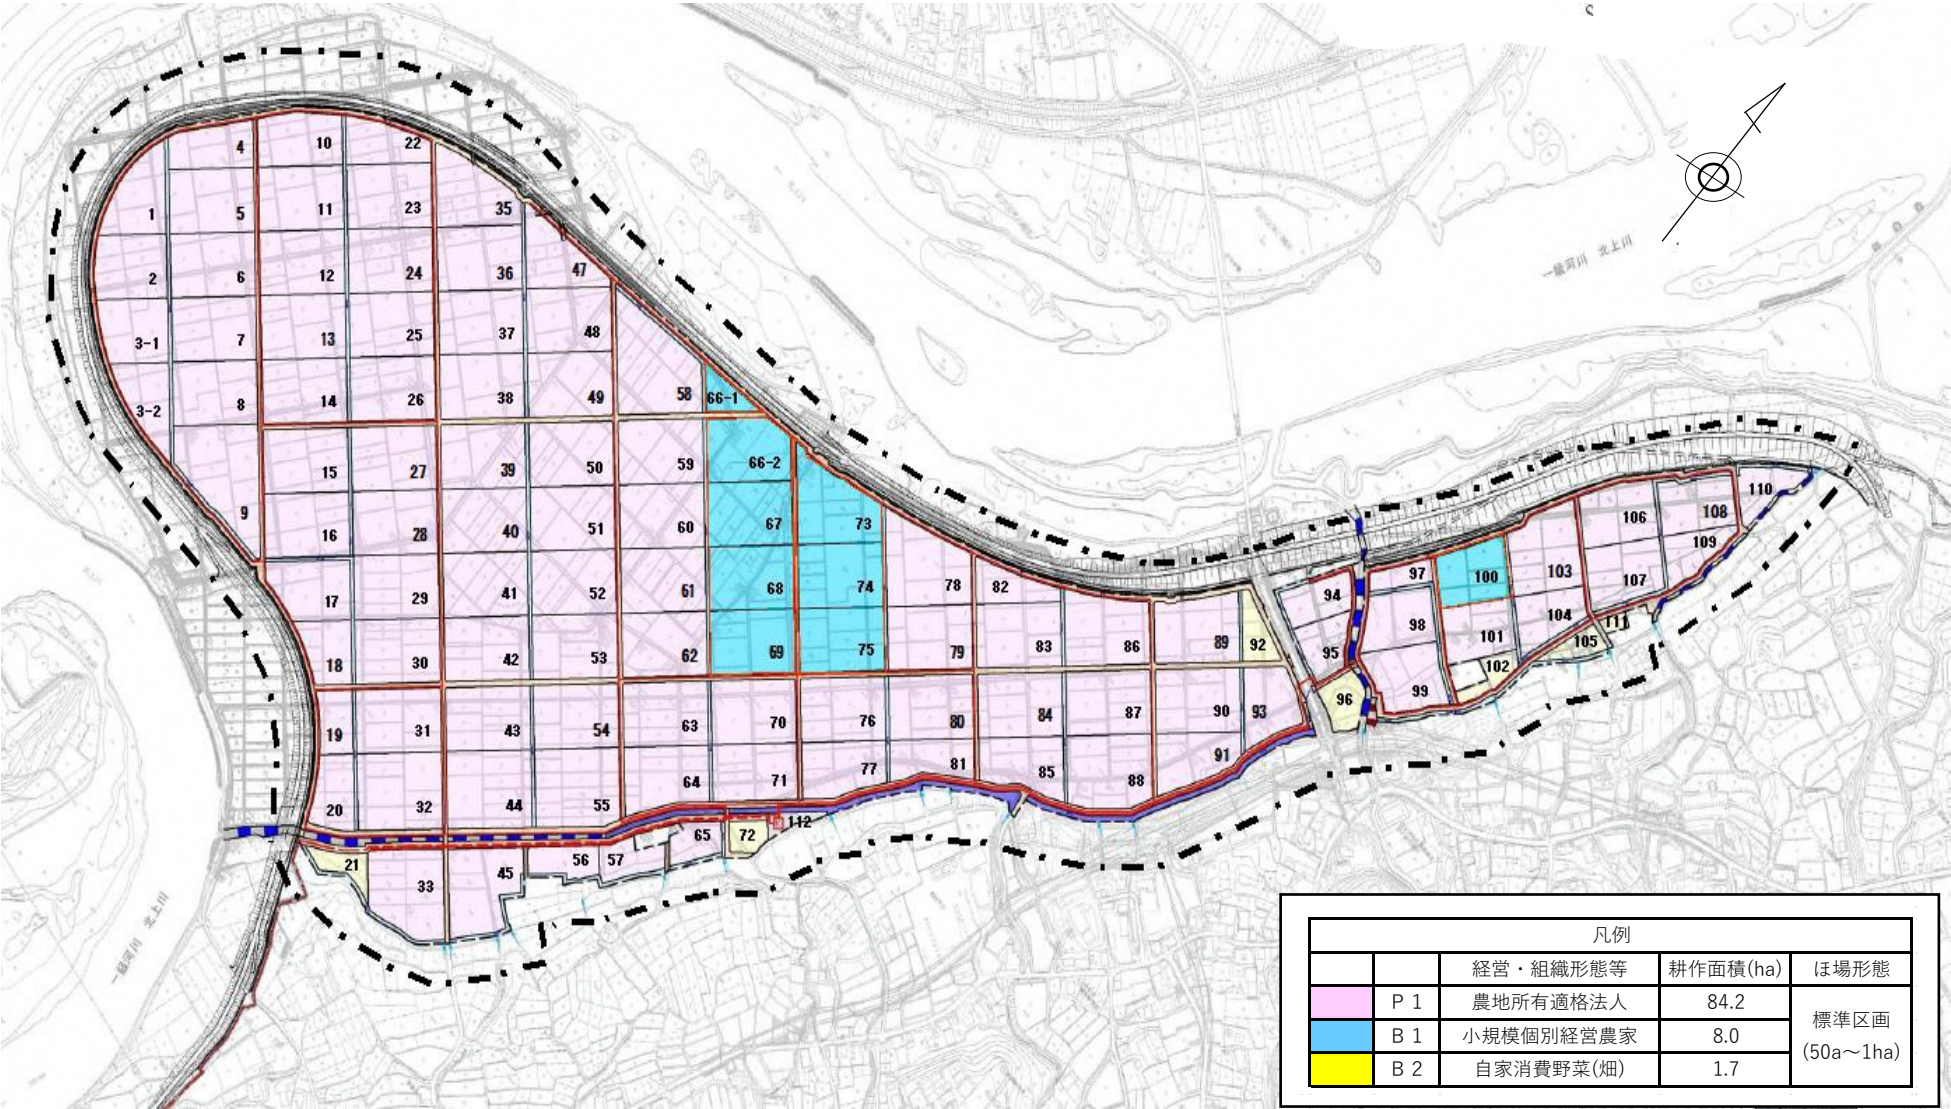 一級河川 北上川
4 10 22
1 5 11 23 35
2 6 12 24 36 47
3-1 7 13 25 37 48
3-2 8 14 26 38 49 58 66-1
15 27 39 50 59 66-2
9 16 28 40 51 60 67 73
17 29 41 52 61 68 74 78 82
18 30 42 53 62 69 75 79 83 86 89 92
19 31 43 54 63 70 76 80 84 87 90 93
20 32 44 55 64 71 77 81 85 88 91
21 33 45 56 57 65 72 112
94 97 100 103 106 108 110
95 98 101 104 107 109
96 99 102 105 111
一級河川 北上川
凡例
経営・組織形態等 耕作面積(ha) ほ場形態
P 1 農地所有適格法人 84.2
B 1 小規模個別経営農家 8.0
B 2 自家消費野菜(畑) 1.7
標準区画
(50a～1ha)